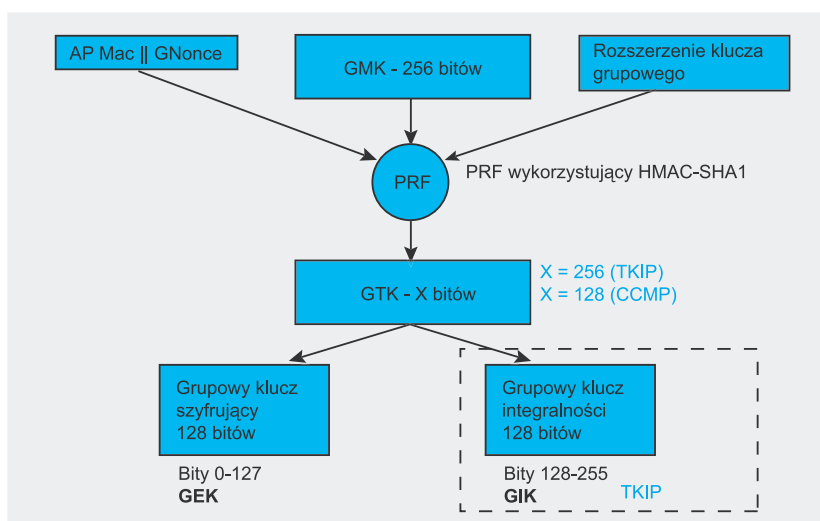 AP Mac || GNonce
GMK - 256 bitów
Rozszerzenie klucza
grupowego
PRF
PRF wykorzystujący HMAC-SHA1
GTK - X bitów
X = 256 (TKIP)
X = 128 (CCMP)
Grupowy klucz
szyfrujący
128 bitów
Grupowy klucz
integralności
128 bitów
Bity 0-127
GEK
Bity 128-255
GIK
TKIP